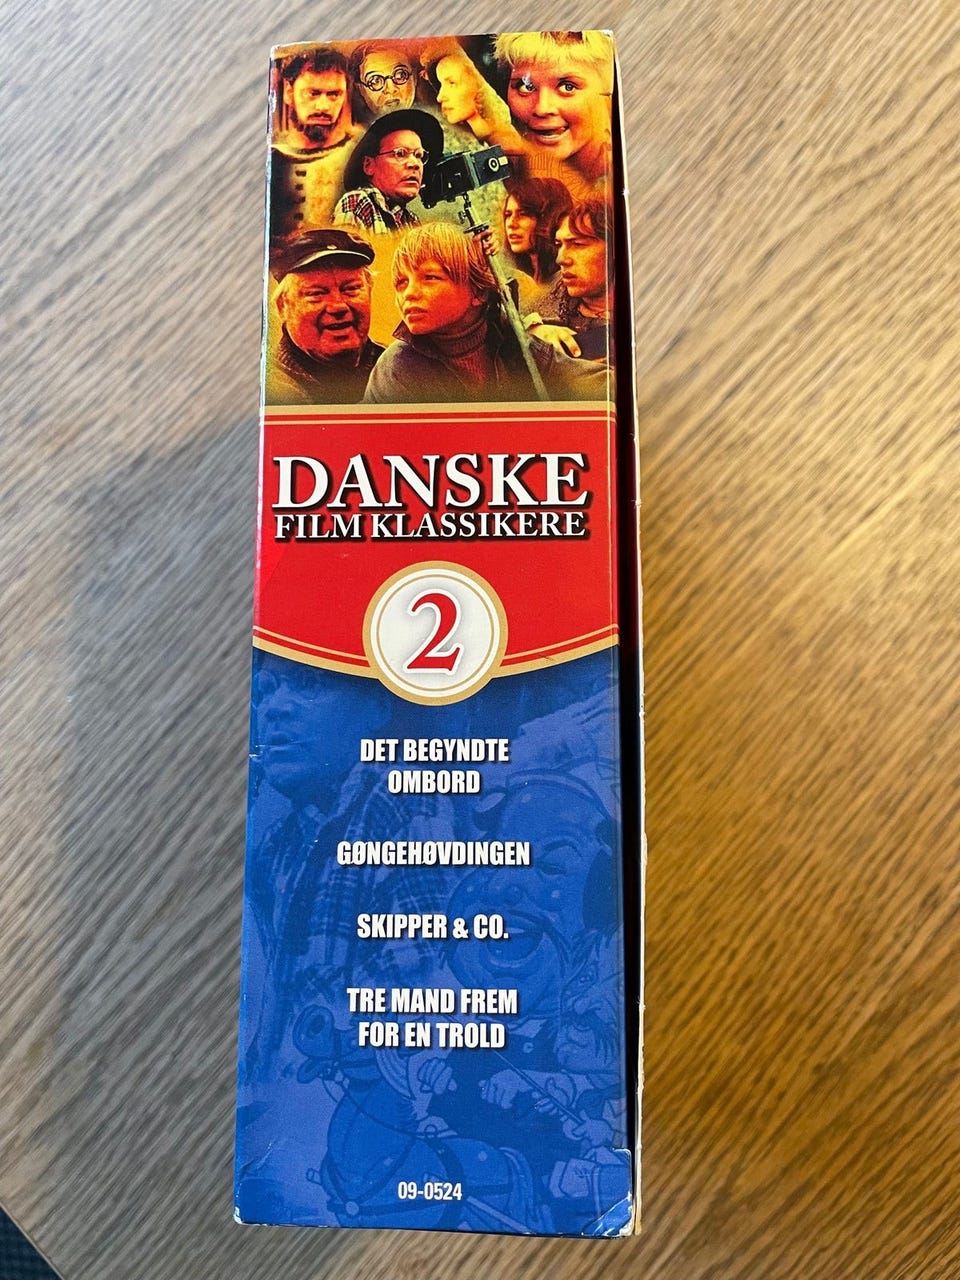 DANSKE
FILM KLASSIKERE
2
DET BEGYNDTE
OMBORD
GØNGEHØVDINGEN
SKIPPER & CO.
TRE MAND FREM
FOR EN TROLD
09-0524